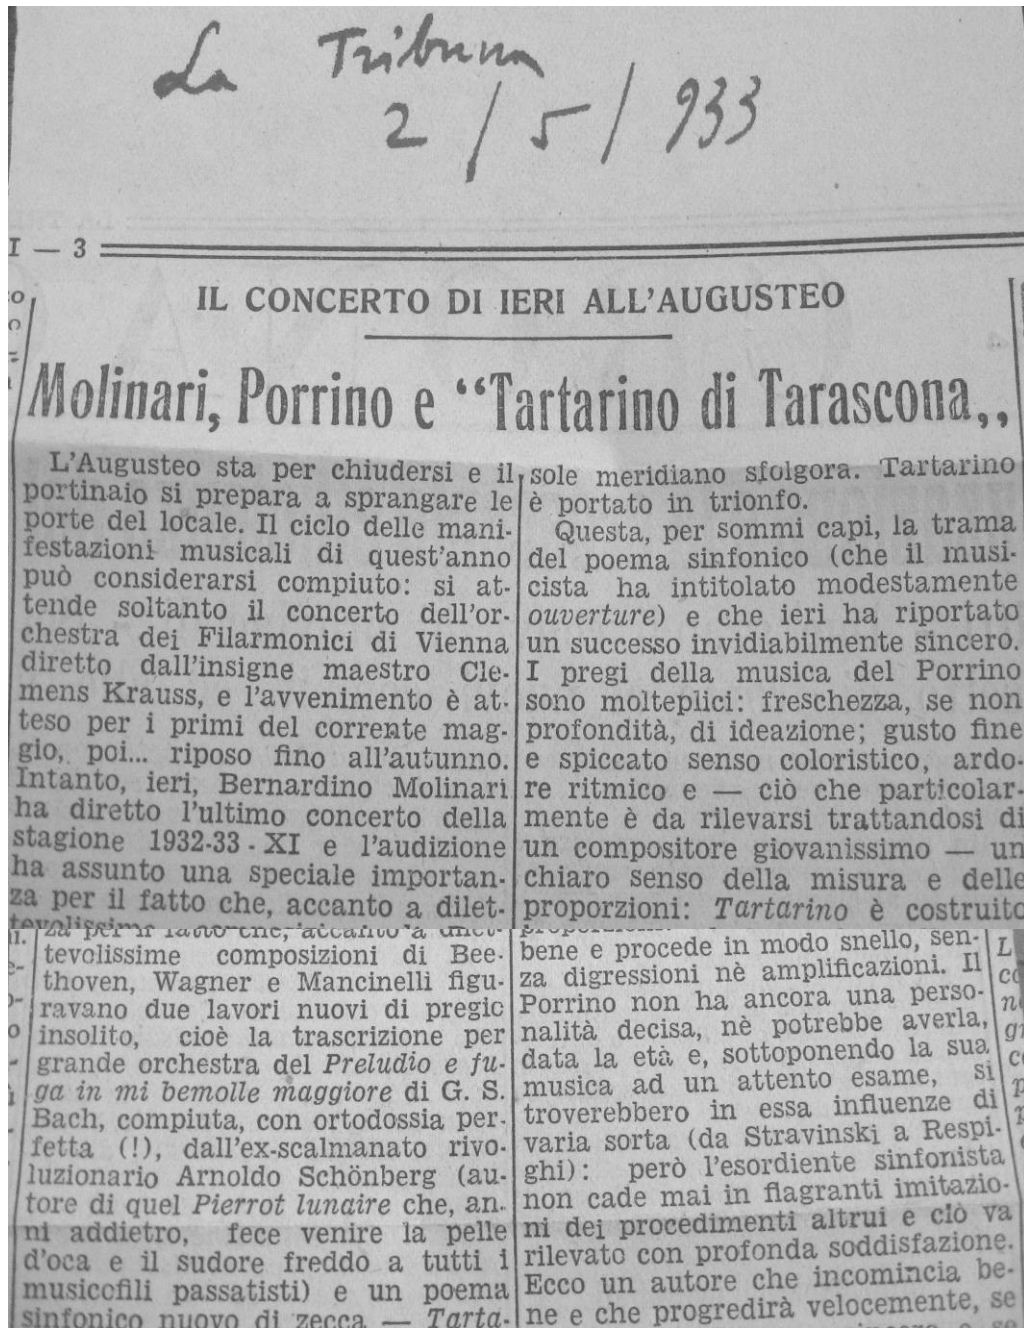 La Tribuna
2/5/933
I — 3
IL CONCERTO DI IERI ALL'AUGUSTEO
Molinari, Porrino e “Tartarino di Tarascona„
L'Augusteo sta per chiudersi e il
portinaio si prepara a sprangare le
porte del locale. Il ciclo delle mani-
festazioni musicali di quest'anno
può considerarsi compiuto: si at-
tende soltanto il concerto dell'or-
chestra dei Filarmonici di Vienna
diretto dall'insigne maestro Cle-
mens Krauss, e l'avvenimento è at-
teso per i primi del corrente mag-
gio, poi... riposo fino all'autunno.
Intanto, ieri, Bernardino Molinari
ha diretto l'ultimo concerto della
stagione 1932-33 - XI e l'audizione
ha assunto una speciale importan-
za per il fatto che, accanto a dilet-
tevolissime composizioni di Bee-
thoven, Wagner e Mancinelli figu-
ravano due lavori nuovi di pregio
insolito, cioè la trascrizione per
grande orchestra del Preludio e fu-
ga in mi bemolle maggiore di G. S.
Bach, compiuta, con ortodossia per-
fetta (!), dall'ex-scalmanato rivo-
luzionario Arnoldo Schönberg (au-
tore di quel Pierrot lunaire che, an-
ni addietro, fece venire la pelle
d'oca e il sudore freddo a tutti i
musicofili passatisti) e un poema
sinfonico nuovo di zecca — Tarta-
sole meridiano sfolgora. Tartarino
è portato in trionfo.
Questa, per sommi capi, la trama
del poema sinfonico (che il musi-
cista ha intitolato modestamente
ouverture) e che ieri ha riportato
un successo invidiabilmente sincero.
I pregi della musica del Porrino
sono molteplici: freschezza, se non
profondità, di ideazione; gusto fine
e spiccato senso coloristico, ardo-
re ritmico e — ciò che particolar-
mente è da rilevarsi trattandosi di
un compositore giovanissimo — un
chiaro senso della misura e delle
proporzioni: Tartarino è costruito
bene e procede in modo snello, sen-
za digressioni nè amplificazioni. Il
Porrino non ha ancora una perso-
nalità decisa, nè potrebbe averla,
data la età e, sottoponendo la sua
musica ad un attento esame, si
troverebbero in essa influenze di
varia sorta (da Stravinski a Respi-
ghi): però l'esordiente sinfonista
non cade mai in flagranti imitazio-
ni dei procedimenti altrui e ciò va
rilevato con profonda soddisfazione.
Ecco un autore che incomincia be-
ne e che progredirà velocemente, se